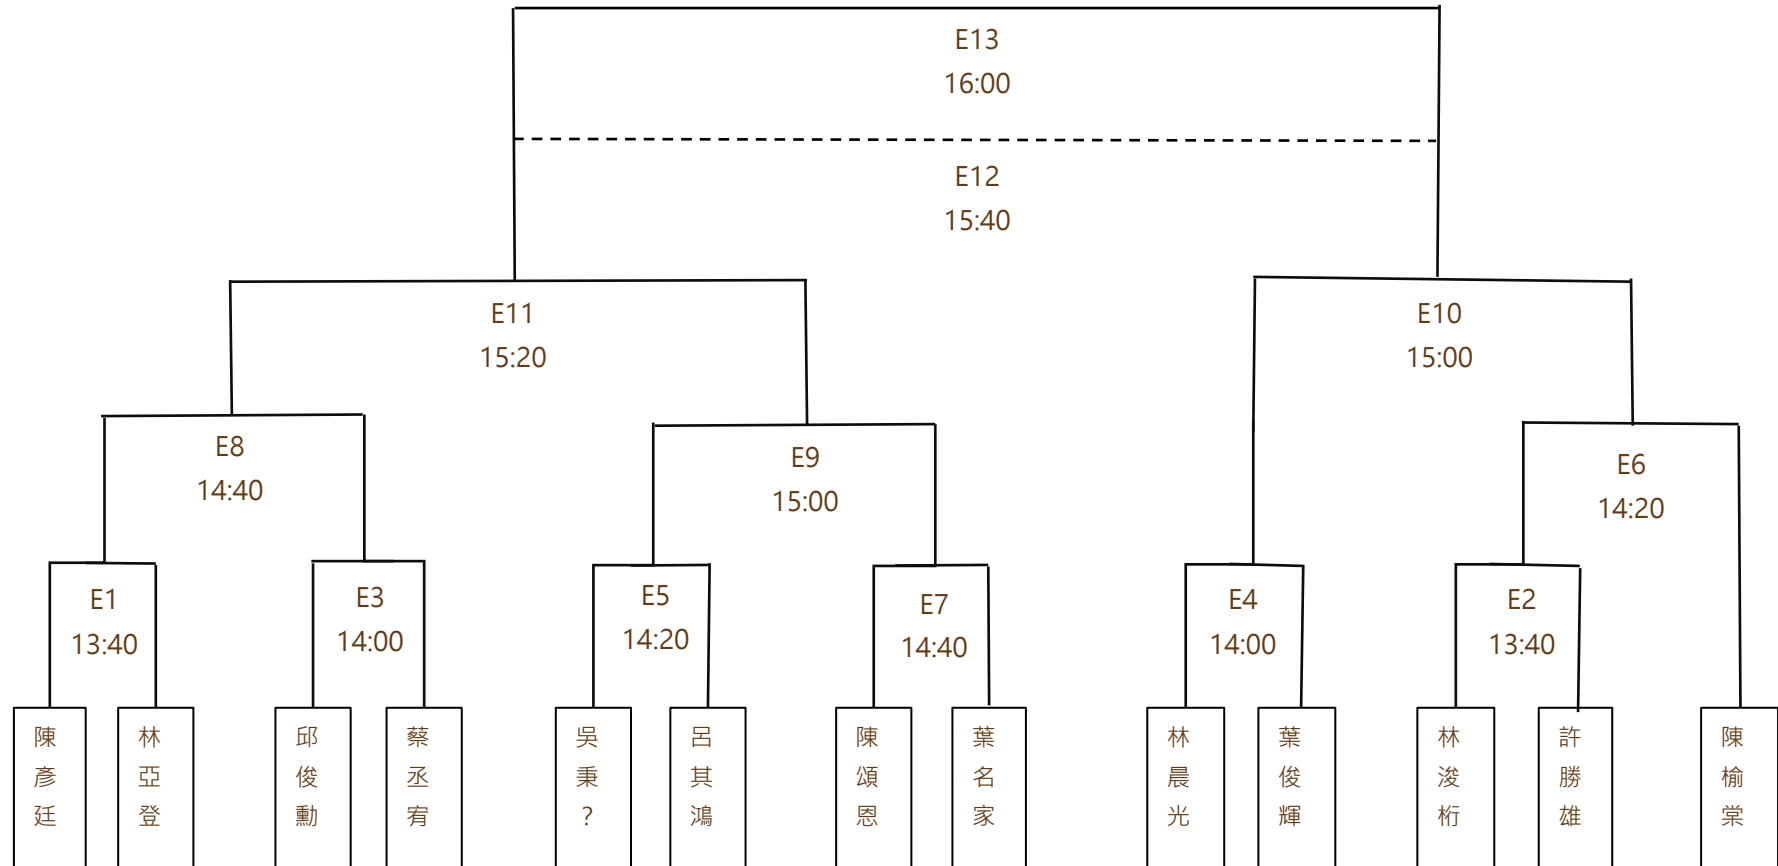 E13
16:00
E12
15:40
E11
15:20
E10
15:00
E8
14:40
E9
15:00
E6
14:20
E1
13:40
E3
14:00
E5
14:20
E7
14:40
E4
14:00
E2
13:40
陳彥廷
林亞登
邱俊勳
蔡丞宥
吳秉?
呂其鴻
陳頌恩
葉名家
林晨光
葉俊輝
林浚桁
許勝雄
陳榆棠